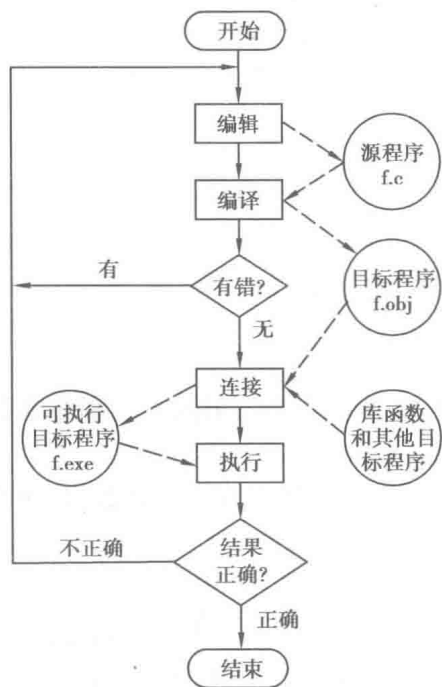 开始
编辑
源程序
f.c
编译
有
有错?
目标程序
f.obj
无
连接
可执行
目标程序
f.exe
库函数
和其他目
标程序
执行
不正确
结果
正确?
正确
结束